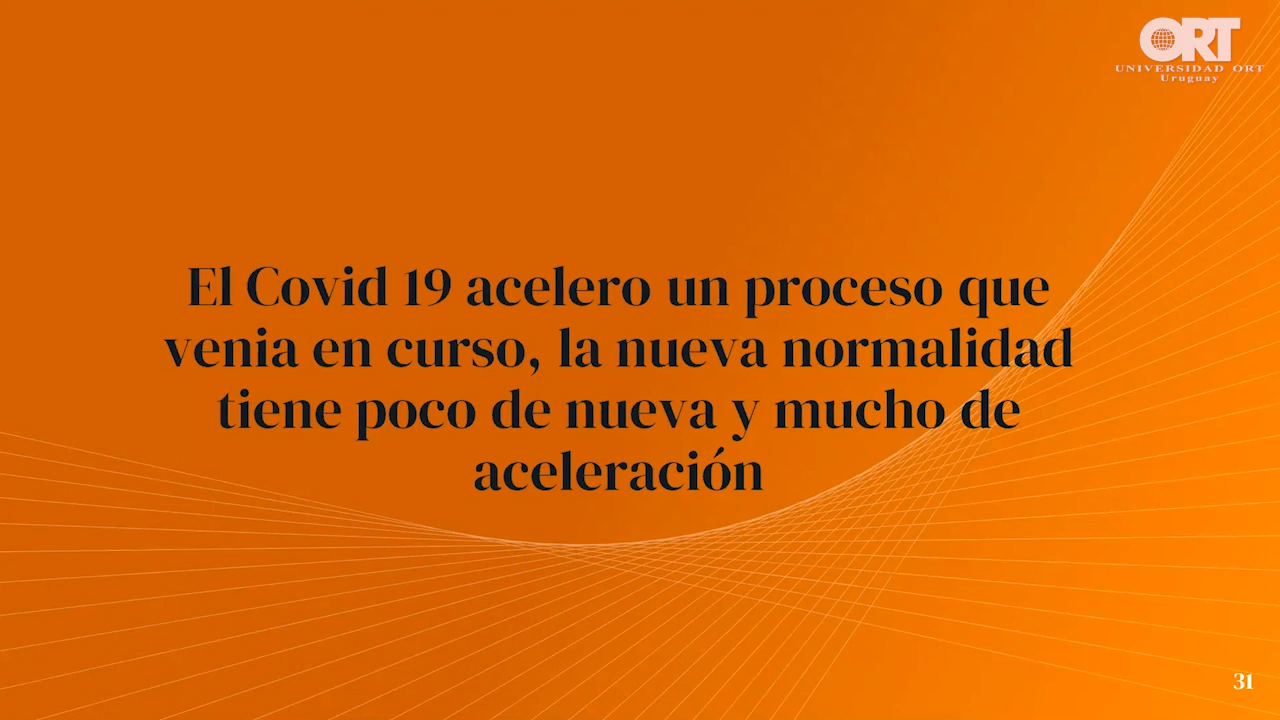 ORT
UNIVERSIDAD ORT
Uruguay
El Covid 19 acelero un proceso que
venia en curso, la nueva normalidad
tiene poco de nueva y mucho de
aceleración
31